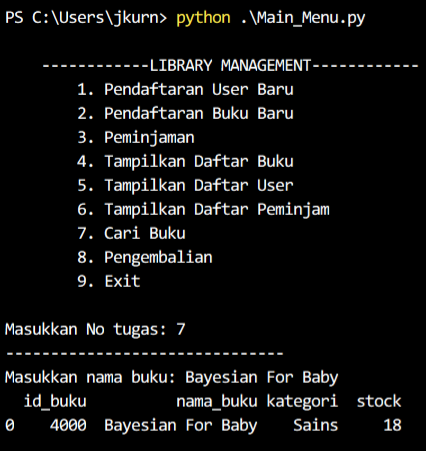 PS C:\Users\jkurn> python .\Main_Menu.py
------------LIBRARY MANAGEMENT------------
1. Pendaftaran User Baru
2. Pendaftaran Buku Baru
3. Peminjaman
4. Tampilkan Daftar Buku
5. Tampilkan Daftar User
6. Tampilkan Daftar Peminjam
7. Cari Buku
8. Pengembalian
9. Exit
Masukkan No tugas: 7
-------------------------------
Masukkan nama buku: Bayesian For Baby
id_buku nama_buku kategori stock
0 4000 Bayesian For Baby Sains 18